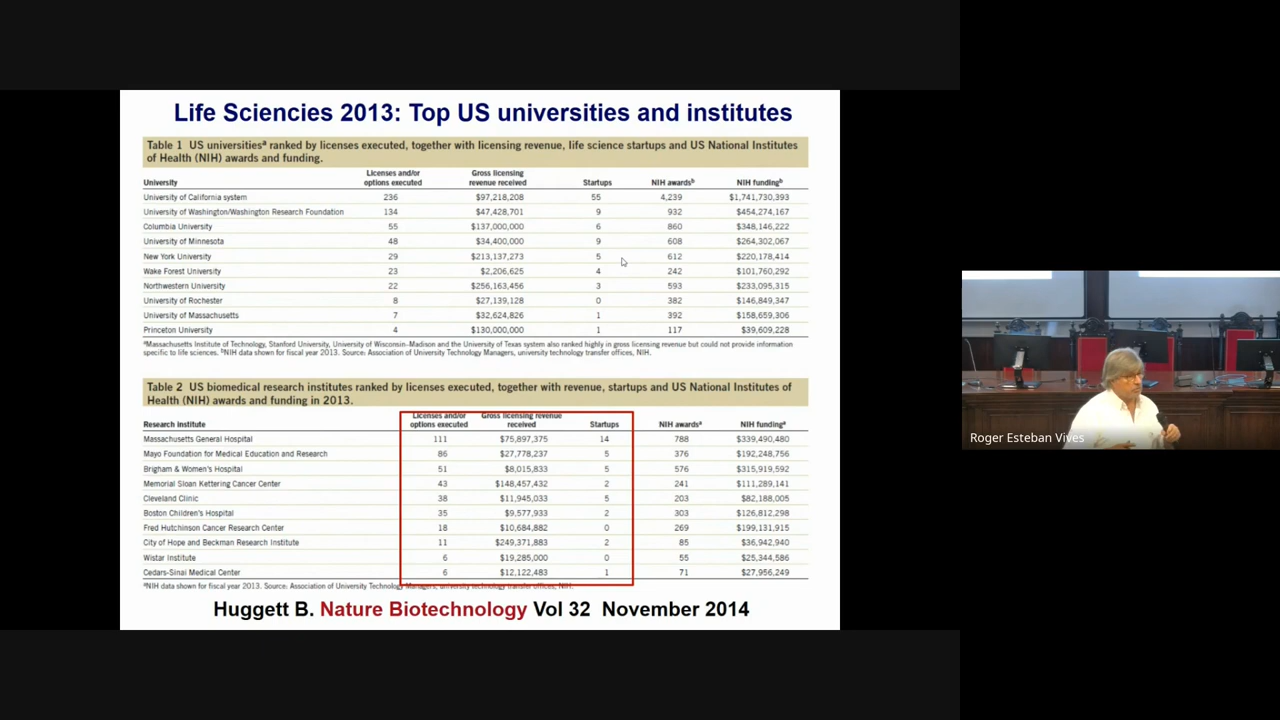 Life Sciencies 2013: Top US universities and institutes
Table 1 US universitiesᵃ ranked by licenses executed, together with licensing revenue, life science startups and US National Institutes
of Health (NIH) awards and funding.
University Licenses and/or options executed Gross licensing revenue received Startups NIH awardsᵇ NIH fundingᵇ
University of California system 236 $97,218,208 55 4,239 $1,741,730,393
University of Washington/Washington Research Foundation 134 $47,428,701 9 932 $454,274,167
Columbia University 55 $137,000,000 6 860 $348,146,222
University of Minnesota 48 $34,400,000 9 608 $264,302,067
New York University 29 $213,137,273 5 612 $220,178,414
Wake Forest University 23 $2,206,625 4 242 $101,760,292
Northwestern University 22 $256,163,456 3 593 $233,095,315
University of Rochester 8 $27,139,128 0 382 $146,849,347
University of Massachusetts 7 $32,624,826 1 392 $158,659,306
Princeton University 4 $130,000,000 1 117 $39,609,228
ᵃMassachusetts Institute of Technology, Stanford University, University of Wisconsin–Madison and the University of Texas system also ranked highly in gross licensing revenue but could not provide information
specific to life sciences. ᵇNIH data shown for fiscal year 2013. Source: Association of University Technology Managers, university technology transfer offices, NIH.
Table 2 US biomedical research institutes ranked by licenses executed, together with revenue, startups and US National Institutes of
Health (NIH) awards and funding in 2013.
Research Institute Licenses and/or options executed Gross licensing revenue received Startups NIH awardsᵃ NIH fundingᵃ
Massachusetts General Hospital 111 $75,897,375 14 788 $339,490,480
Mayo Foundation for Medical Education and Research 86 $27,778,237 5 376 $192,248,756
Brigham & Women's Hospital 51 $8,015,833 5 576 $315,919,592
Memorial Sloan Kettering Cancer Center 43 $148,457,432 2 241 $111,289,141
Cleveland Clinic 38 $11,945,033 5 203 $82,188,005
Boston Children's Hospital 35 $9,577,933 2 303 $126,812,298
Fred Hutchinson Cancer Research Center 18 $10,684,882 0 269 $199,131,915
City of Hope and Beckman Research Institute 11 $249,371,883 2 85 $36,942,940
Wistar Institute 6 $19,285,000 0 55 $25,344,586
Cedars-Sinai Medical Center 6 $12,122,483 1 71 $27,956,249
ᵃNIH data shown for fiscal year 2013. Source: Association of University Technology Managers, university technology transfer offices, NIH.
Huggett B. Nature Biotechnology Vol 32 November 2014
Roger Esteban Vives